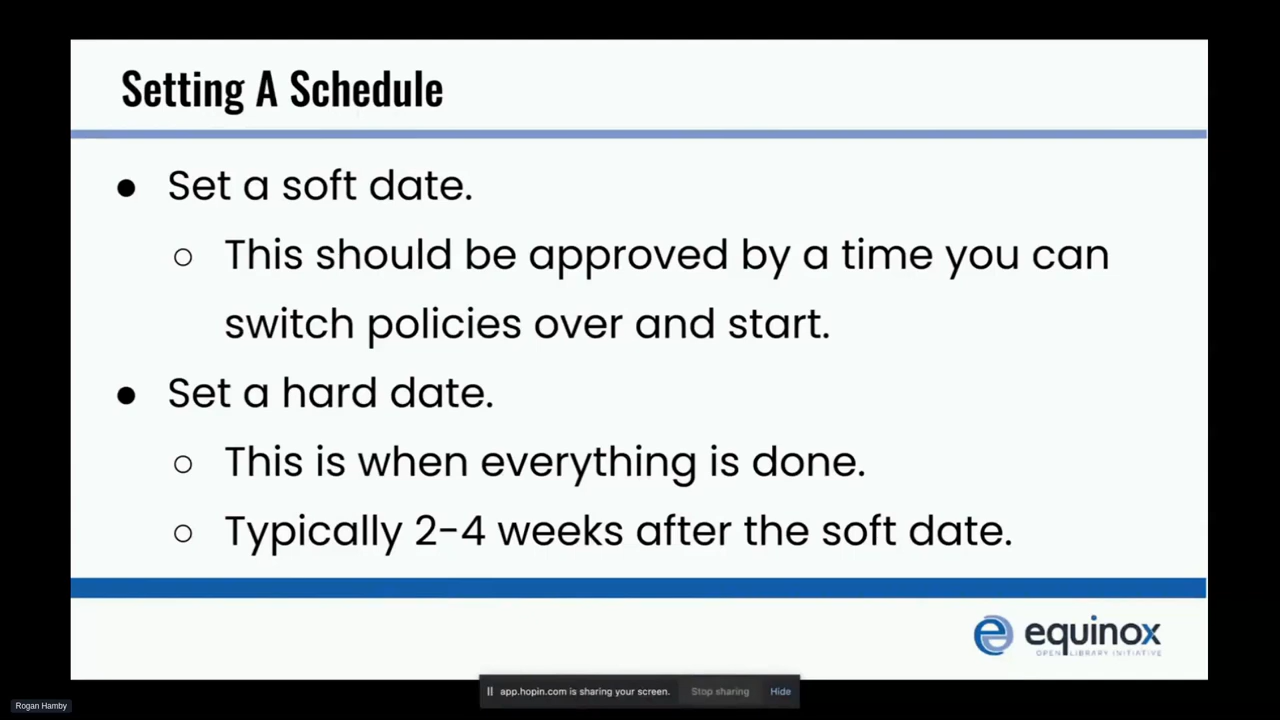 Setting A Schedule
● Set a soft date.
○ This should be approved by a time you can
switch policies over and start.
● Set a hard date.
○ This is when everything is done.
○ Typically 2-4 weeks after the soft date.
equinox
OPEN LIBRARY INITIATIVE
app.hopin.com is sharing your screen. Stop sharing Hide
Rogan Hamby